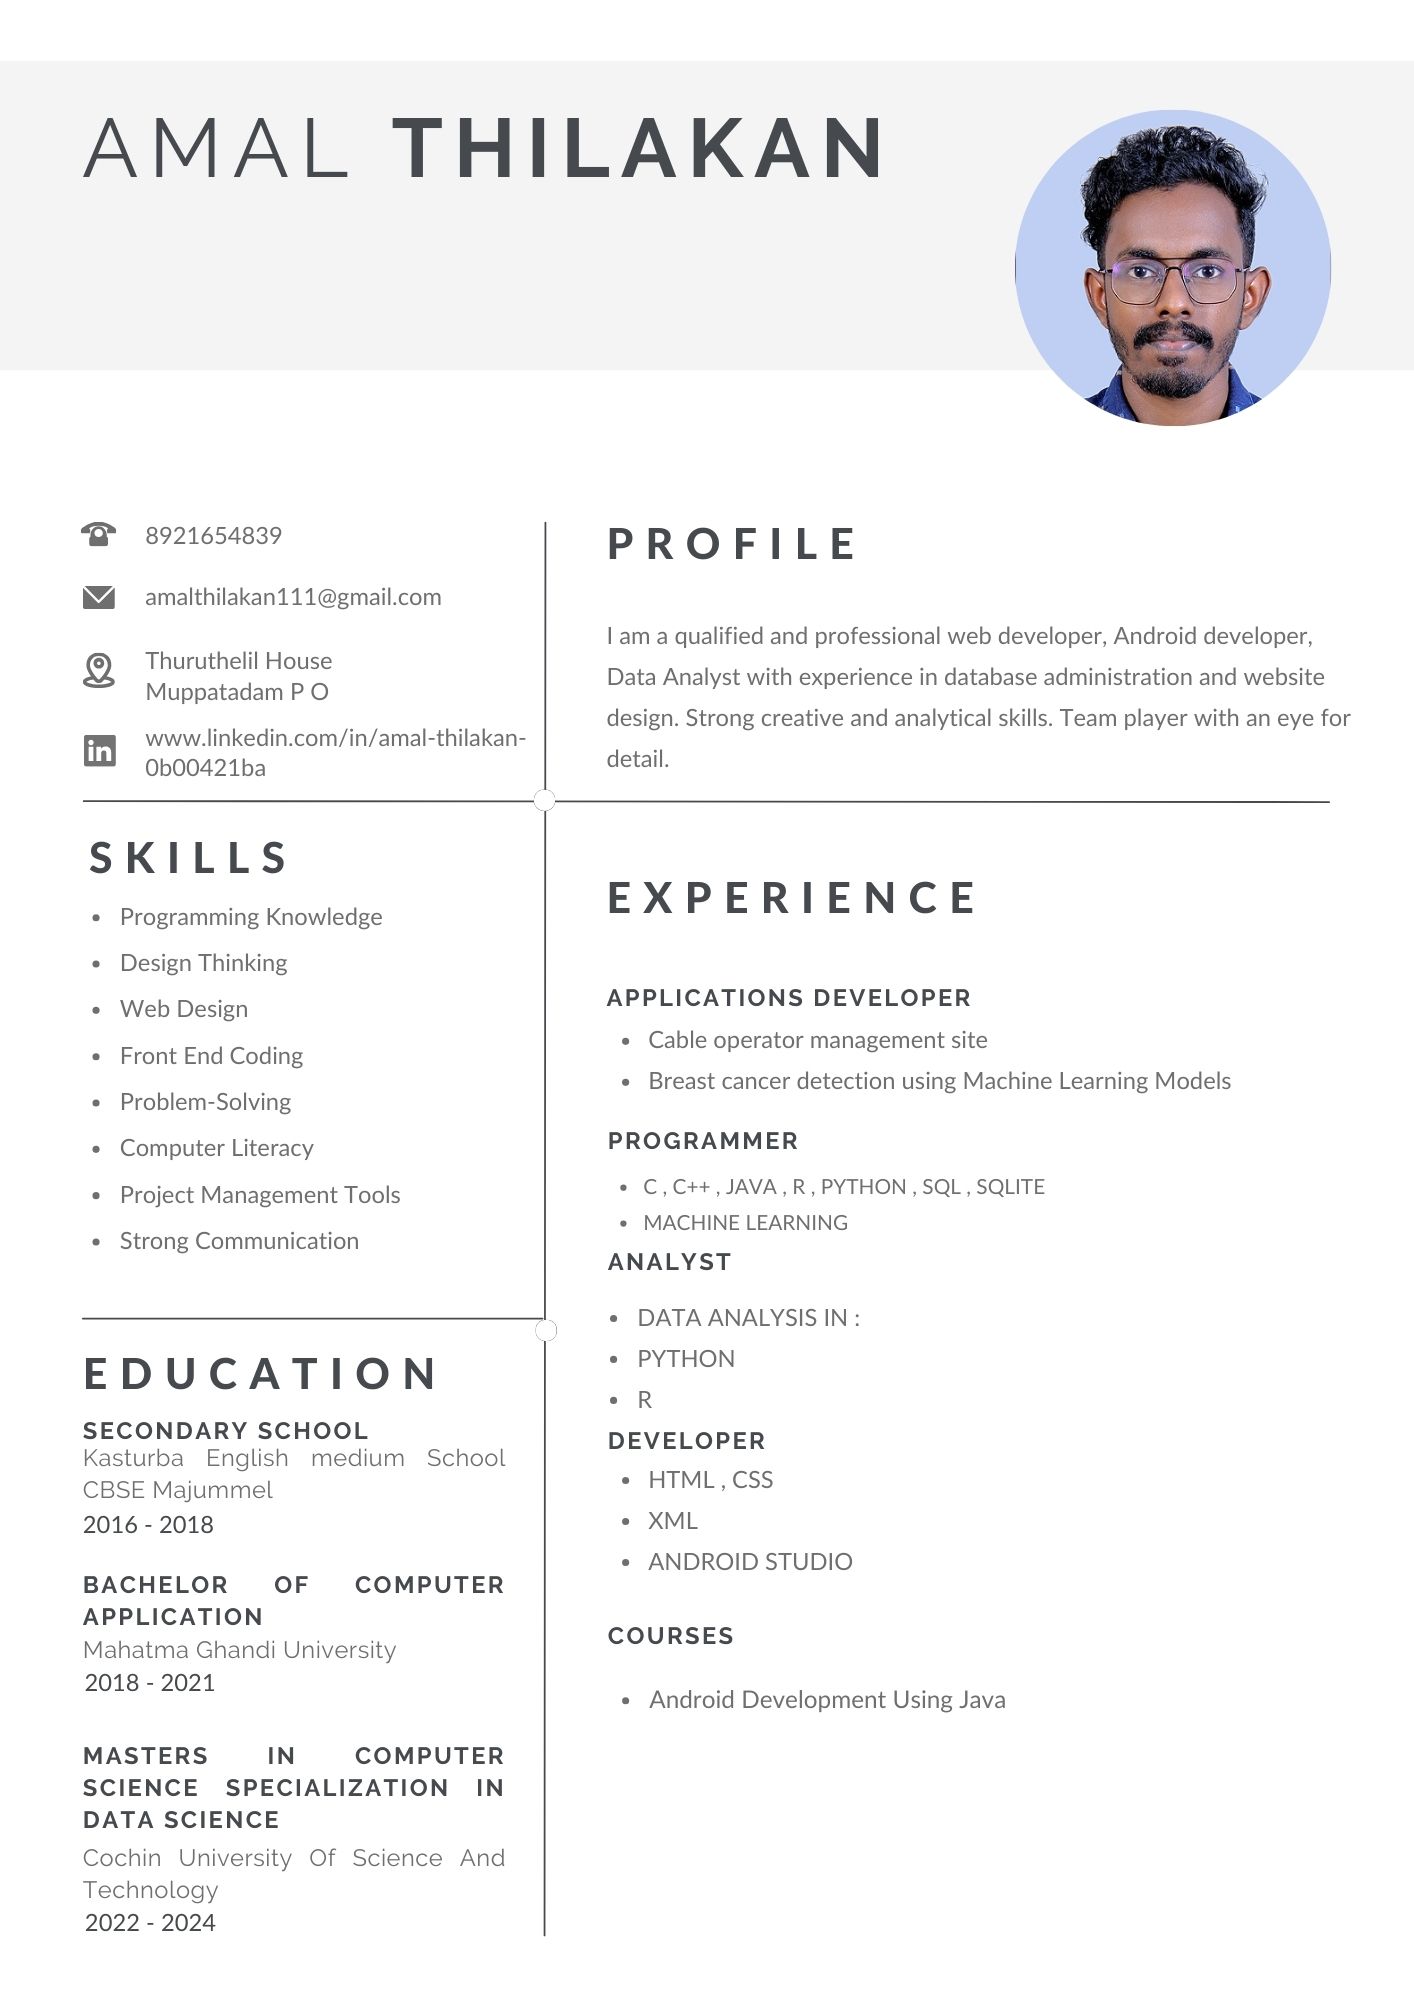 AMAL THILAKAN
8921654839
amalthilakan111@gmail.com
Thuruthelil House
Muppatadam P O
www.linkedin.com/in/amal-thilakan-
0b00421ba
PROFILE
I am a qualified and professional web developer, Android developer,
Data Analyst with experience in database administration and website
design. Strong creative and analytical skills. Team player with an eye for
detail.
SKILLS
• Programming Knowledge
• Design Thinking
• Web Design
• Front End Coding
• Problem-Solving
• Computer Literacy
• Project Management Tools
• Strong Communication
EDUCATION
SECONDARY SCHOOL
Kasturba English medium School
CBSE Majummel
2016 - 2018
BACHELOR OF COMPUTER
APPLICATION
Mahatma Ghandi University
2018 - 2021
MASTERS IN COMPUTER
SCIENCE SPECIALIZATION IN
DATA SCIENCE
Cochin University Of Science And
Technology
2022 - 2024
EXPERIENCE
APPLICATIONS DEVELOPER
• Cable operator management site
• Breast cancer detection using Machine Learning Models
PROGRAMMER
• C , C++ , JAVA , R , PYTHON , SQL , SQLITE
• MACHINE LEARNING
ANALYST
• DATA ANALYSIS IN :
• PYTHON
• R
DEVELOPER
• HTML , CSS
• XML
• ANDROID STUDIO
COURSES
• Android Development Using Java